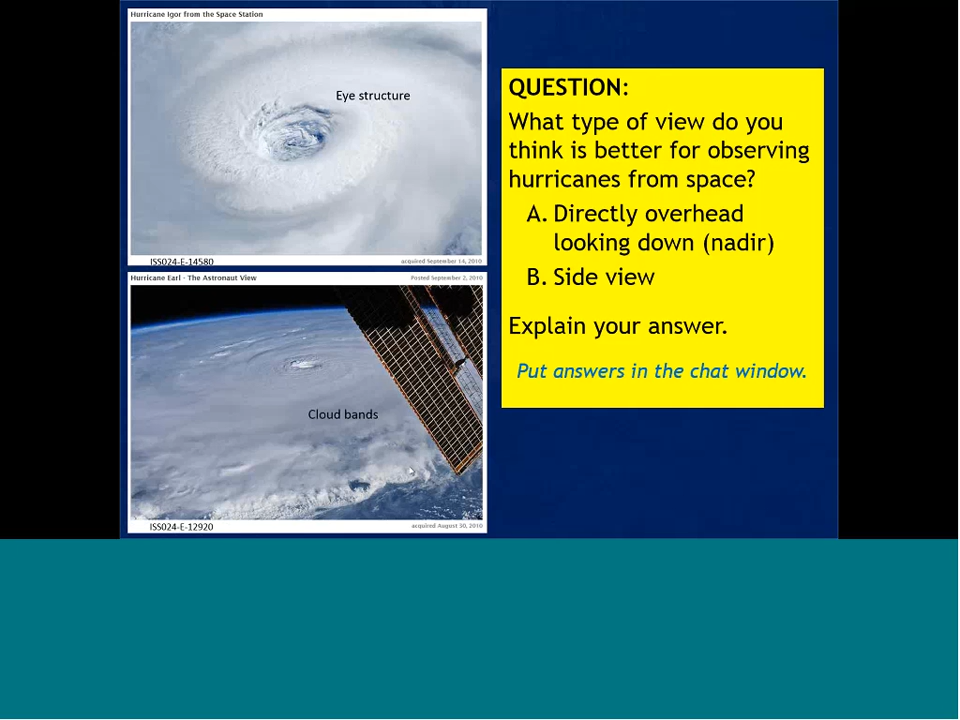 Hurricane Igor from the Space Station
Eye structure
ISS024-E-14580
acquired September 14, 2010
Hurricane Earl - The Astronaut View
Posted September 2, 2010
Cloud bands
ISS024-E-12920
acquired August 30, 2010
QUESTION:
What type of view do you
think is better for observing
hurricanes from space?
A. Directly overhead
looking down (nadir)
B. Side view
Explain your answer.
Put answers in the chat window.